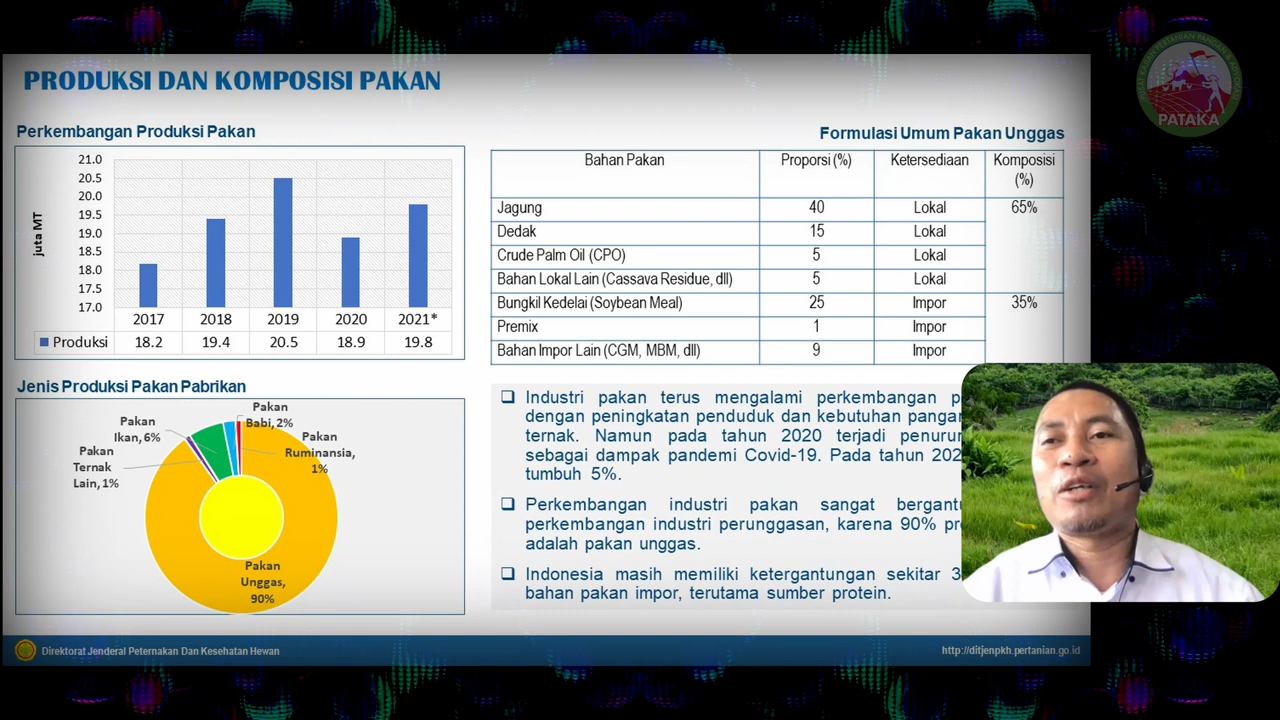 PRODUKSI DAN KOMPOSISI PAKAN
Perkembangan Produksi Pakan
21.0
20.5
20.0
19.5
19.0
18.5
18.0
17.5
17.0
juta MT
2017 2018 2019 2020 2021*
Produksi 18.2 19.4 20.5 18.9 19.8
Jenis Produksi Pakan Pabrikan
Pakan
Babi, 2%
Pakan
Ikan, 6%
Pakan
Ruminansia,
1%
Pakan
Ternak
Lain, 1%
Pakan
Unggas,
90%
Formulasi Umum Pakan Unggas
Bahan Pakan Proporsi (%) Ketersediaan Komposisi
(%)
Jagung 40 Lokal 65%
Dedak 15 Lokal
Crude Palm Oil (CPO) 5 Lokal
Bahan Lokal Lain (Cassava Residue, dll) 5 Lokal
Bungkil Kedelai (Soybean Meal) 25 Impor 35%
Premix 1 Impor
Bahan Impor Lain (CGM, MBM, dll) 9 Impor
Industri pakan terus mengalami perkembangan
dengan peningkatan penduduk dan kebutuhan
ternak. Namun pada tahun 2020 terjadi
sebagai dampak pandemi Covid-19. Pada tahun
tumbuh 5%.
Perkembangan industri pakan sangat
perkembangan industri perunggasan, karena 90%
adalah pakan unggas.
Indonesia masih memiliki ketergantungan sekitar
bahan pakan impor, terutama sumber protein.
Direktorat Jenderal Peternakan Dan Kesehatan Hewan
http://ditjenpkh.pertanian.go.id
PATAKA